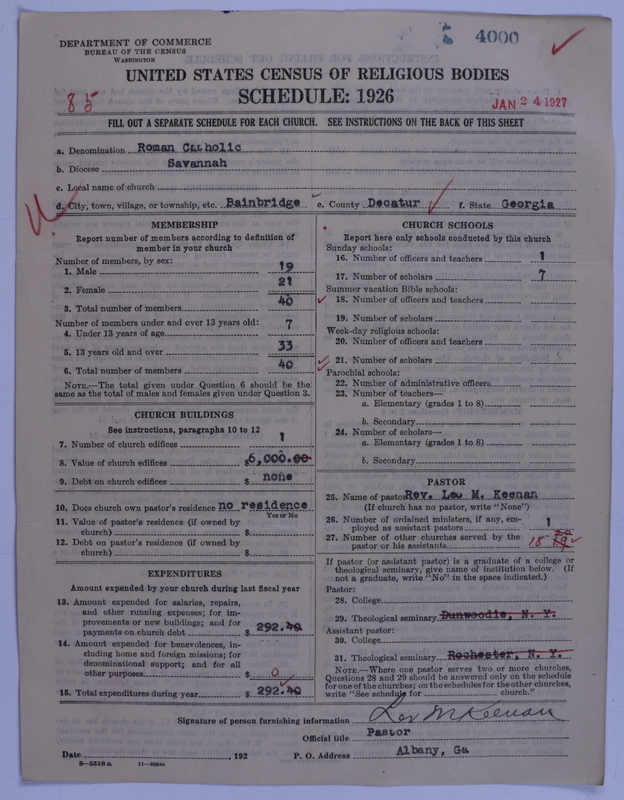 4000
DEPARTMENT OF COMMERCE
BUREAU OF THE CENSUS
WASHINGTON
UNITED STATES CENSUS OF RELIGIOUS BODIES
SCHEDULE: 1926
85
JAN 24 1927
FILL OUT A SEPARATE SCHEDULE FOR EACH CHURCH. SEE INSTRUCTIONS ON THE BACK OF THIS SHEET
a. Denomination Roman Catholic
b. Diocese Savannah
c. Local name of church
d. City, town, village, or township, etc. Bainbridge e. County Decatur f. State Georgia
MEMBERSHIP
Report number of members according to definition of
member in your church
Number of members, by sex:
1. Male 19
2. Female 21
3. Total number of members 40
Number of members under and over 13 years old:
4. Under 13 years of age 7
5. 13 years old and over 33
6. Total number of members 40
NOTE.—The total given under Question 6 should be the
same as the total of males and females given under Question 3.
CHURCH BUILDINGS
See instructions, paragraphs 10 to 12
7. Number of church edifices 1
8. Value of church edifices $6,000.00
9. Debt on church edifices $ none
10. Does church own pastor's residence no residence
Yes or No
11. Value of pastor's residence (if owned by
church) $
12. Debt on pastor's residence (if owned by
church) $
EXPENDITURES
Amount expended by your church during last fiscal year
13. Amount expended for salaries, repairs,
and other running expenses; for im-
provements or new buildings; and for
payments on church debt $ 292.40
14. Amount expended for benevolences, in-
cluding home and foreign missions; for
denominational support; and for all
other purposes $ 0
15. Total expenditures during year $ 292.40
CHURCH SCHOOLS
Report here only schools conducted by this church
Sunday schools:
16. Number of officers and teachers 1
17. Number of scholars 7
Summer vacation Bible schools:
18. Number of officers and teachers
19. Number of scholars
Week-day religious schools:
20. Number of officers and teachers
21. Number of scholars
Parochial schools:
22. Number of administrative officers
23. Number of teachers—
a. Elementary (grades 1 to 8)
b. Secondary
24. Number of scholars—
a. Elementary (grades 1 to 8)
b. Secondary
PASTOR
25. Name of pastor Rev. Leo M. Keenan
(If church has no pastor, write "None")
26. Number of ordained ministers, if any, em-
ployed as assistant pastors 1
27. Number of other churches served by the
pastor or his assistants 18
If pastor (or assistant pastor) is a graduate of a college or
theological seminary, give name of institution below. (If
not a graduate, write "No" in the space indicated.)
Pastor:
28. College
29. Theological seminary Dunwoodie, N. Y.
Assistant pastor:
30. College
31. Theological seminary Rochester, N. Y.
NOTE.—Where one pastor serves two or more churches,
Questions 28 and 29 should be answered only on the schedule
for one of the churches; on the schedules for the other churches,
write "See schedule for church."
Signature of person furnishing information Leo M Keenan
Official title Pastor
Date , 192 P. O. Address Albany, Ga
8—5518a